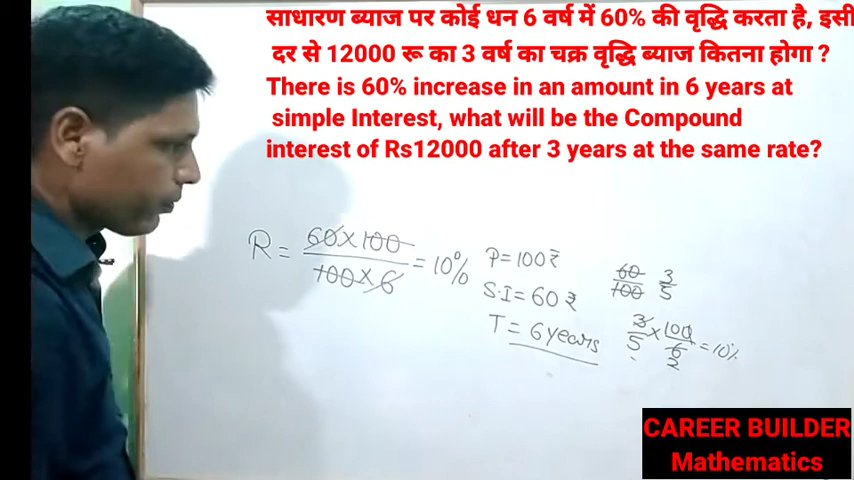 साधारण ब्याज पर कोई धन 6 वर्ष में 60% की वृद्धि करता है, इसी
दर से 12000 रू का 3 वर्ष का चक्र वृद्धि ब्याज कितना होगा ?
There is 60% increase in an amount in 6 years at
simple Interest, what will be the Compound
interest of Rs12000 after 3 years at the same rate?
R = 60×100 / 100×6 = 10%
P = 100₹
S.I = 60₹
T = 6years
60/100 3/5
3/5 × 100/6 2 = 10%
CAREER BUILDER
Mathematics